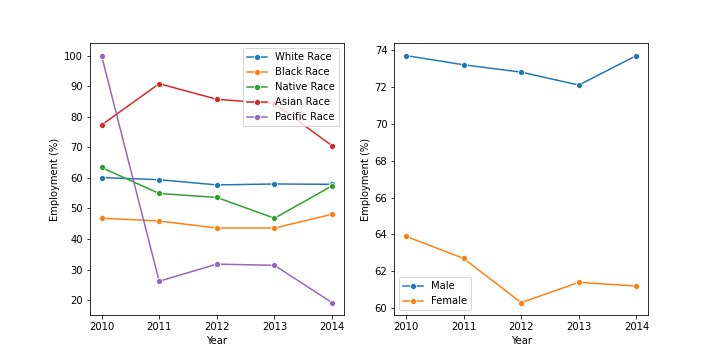 100
90
80
70
60
50
40
30
20
Employment (%)
2010 2011 2012 2013 2014
Year
White Race
Black Race
Native Race
Asian Race
Pacific Race
74
72
70
68
66
64
62
60
Employment (%)
2010 2011 2012 2013 2014
Year
Male
Female